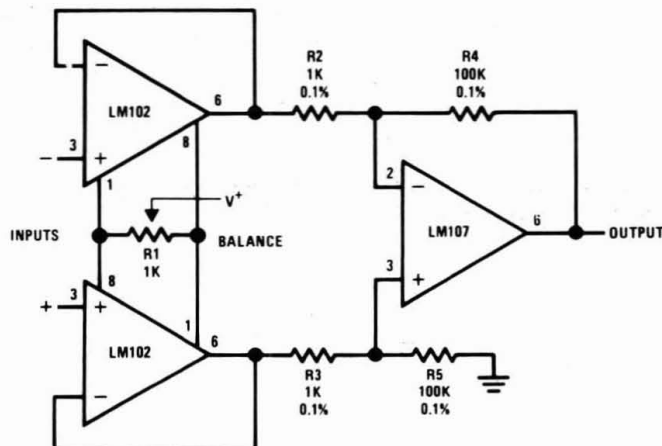 R2
1K
0.1%
R4
100K
0.1%
−
6
LM102
8
− 3 +
1
2 −
V+
LM107
6
OUTPUT
INPUTS
BALANCE
R1
1K
3 +
8
+ 3 +
1
6
LM102
−
R3
1K
0.1%
R5
100K
0.1%